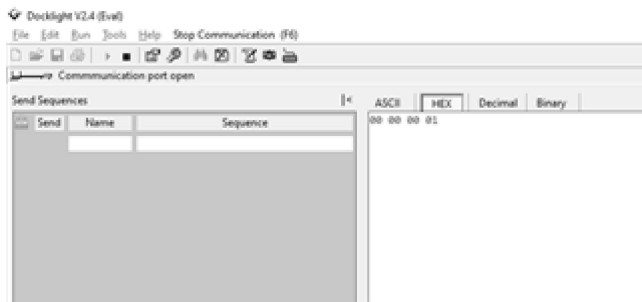 Docklight V2.4 (Eval)
File Edit Run Tools Help Stop Communication (F6)
Commmunication port open
Send Sequences
Send Name Sequence
ASCII HEX Decimal Binary
00 00 00 01